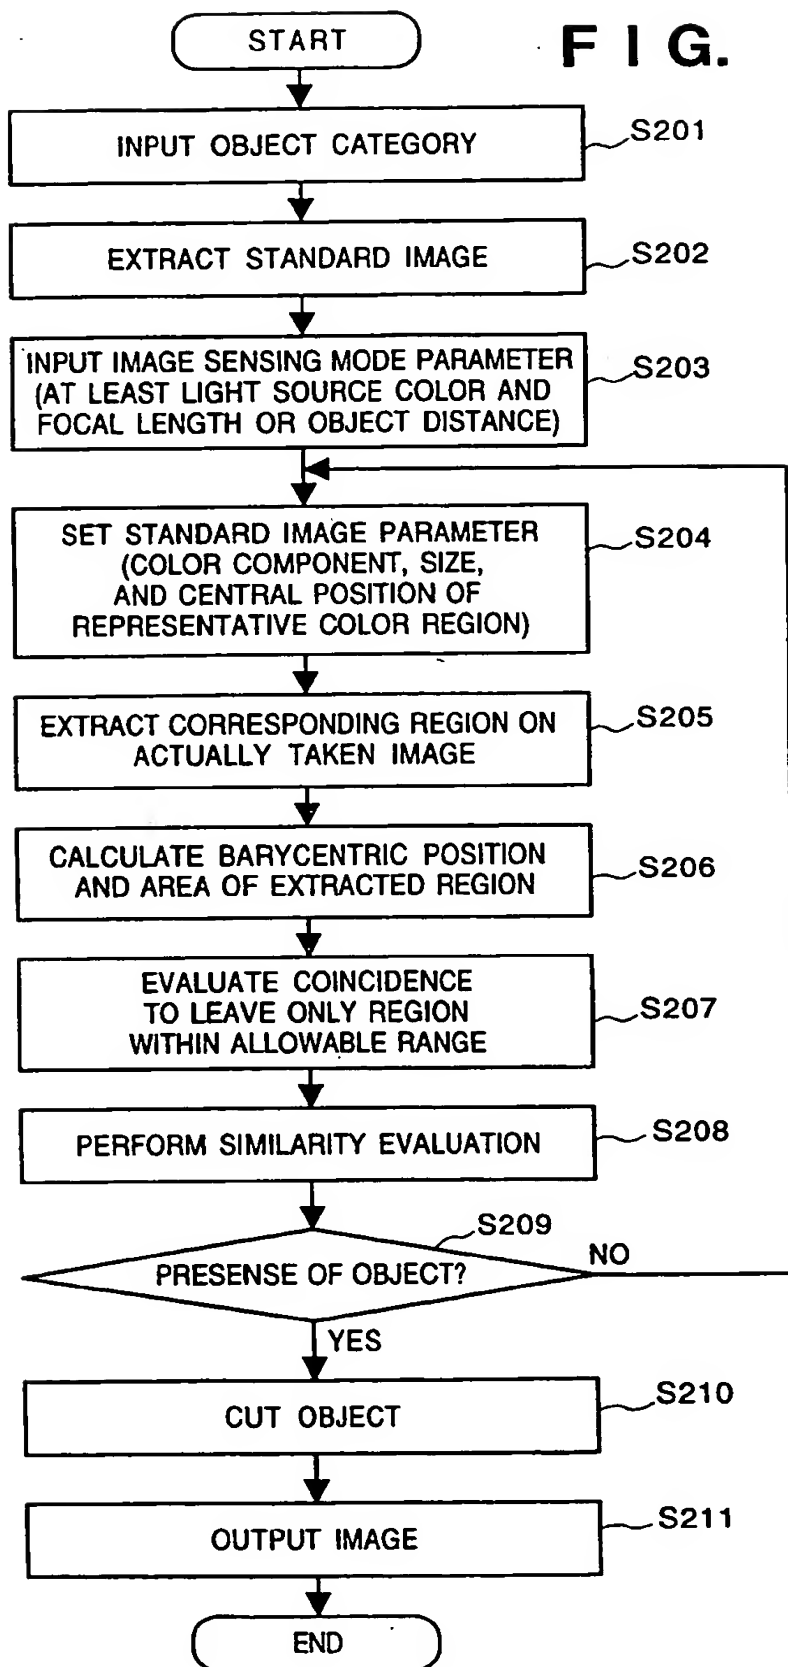 START
F I G.
INPUT OBJECT CATEGORY
S201
EXTRACT STANDARD IMAGE
S202
INPUT IMAGE SENSING MODE PARAMETER
(AT LEAST LIGHT SOURCE COLOR AND
FOCAL LENGTH OR OBJECT DISTANCE)
S203
SET STANDARD IMAGE PARAMETER
(COLOR COMPONENT, SIZE,
AND CENTRAL POSITION OF
REPRESENTATIVE COLOR REGION)
S204
EXTRACT CORRESPONDING REGION ON
ACTUALLY TAKEN IMAGE
S205
CALCULATE BARYCENTRIC POSITION
AND AREA OF EXTRACTED REGION
S206
EVALUATE COINCIDENCE
TO LEAVE ONLY REGION
WITHIN ALLOWABLE RANGE
S207
PERFORM SIMILARITY EVALUATION
S208
S209
PRESENSE OF OBJECT?
NO
YES
CUT OBJECT
S210
OUTPUT IMAGE
S211
END